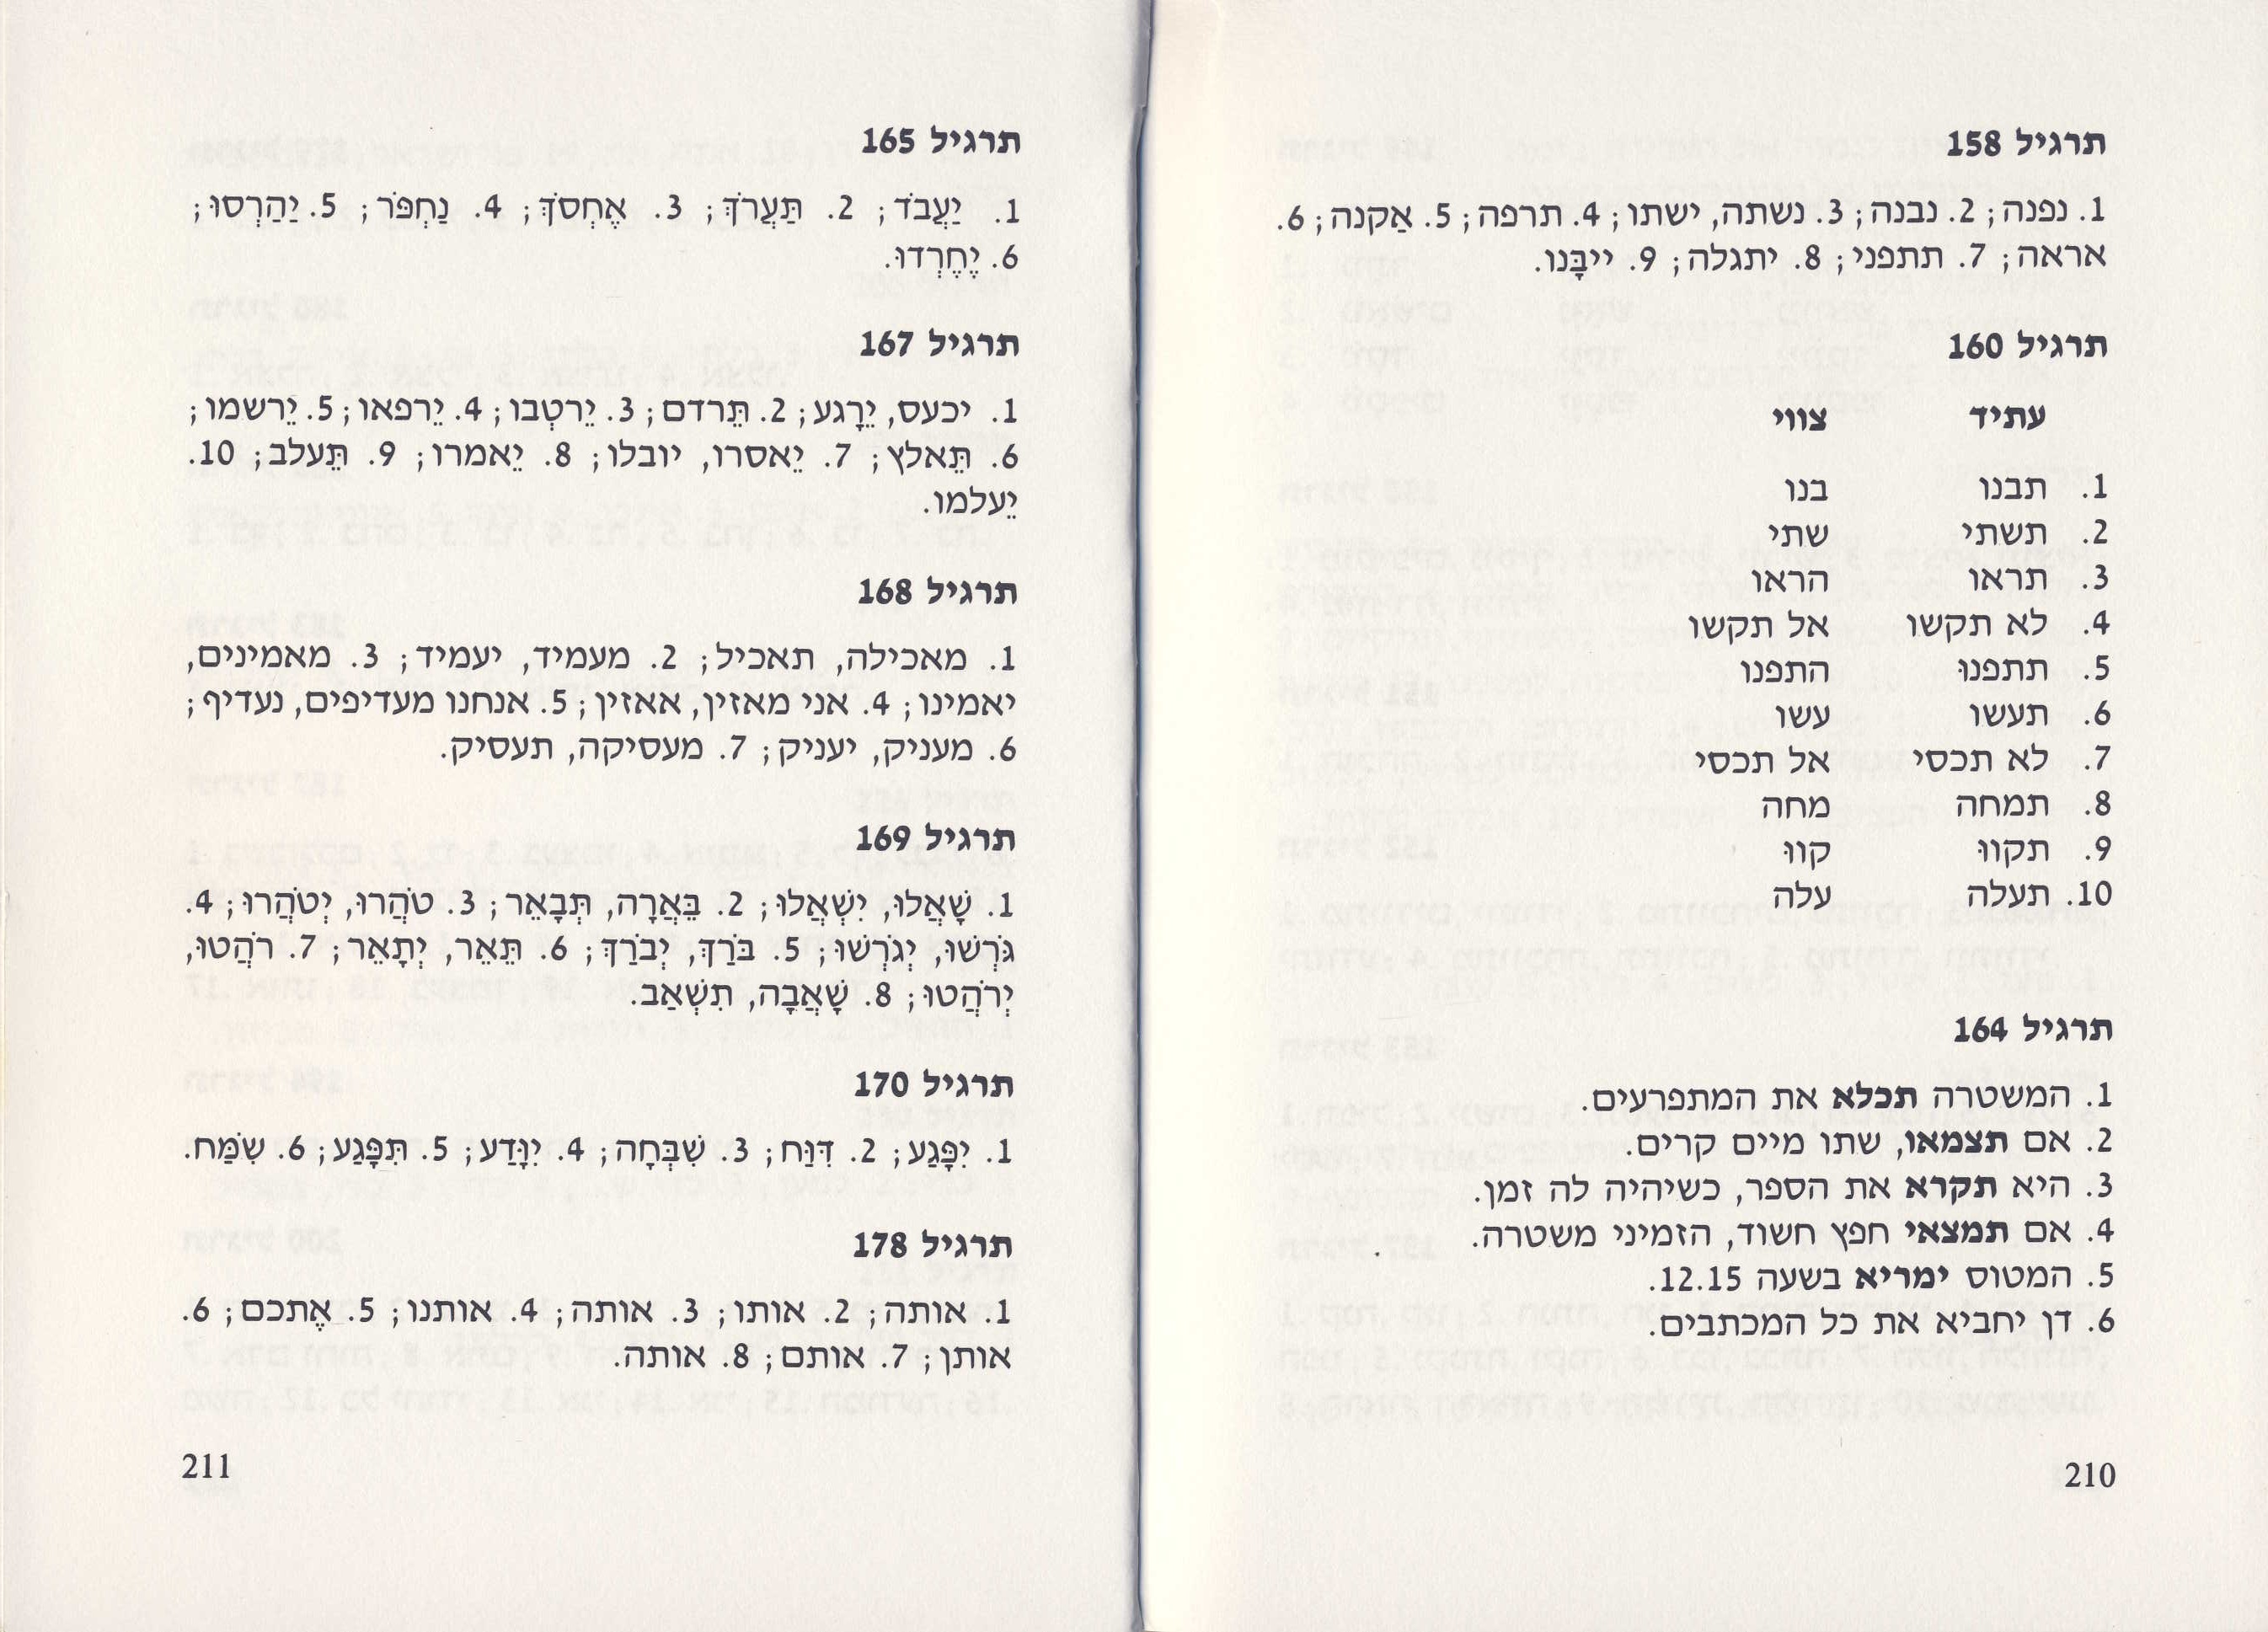 תרגיל 158
1. נפנה; 2. נבנה; 3. נשתה, ישתו; 4. תרפה; 5. אַקנה; 6.
אראה; 7. תתפני; 8. יתגלה; 9. ייבָּנו.
תרגיל 160
עתיד צווי
1. תבנו בנו
2. תשתי שתי
3. תראו הראו
4. לא תקשו אל תקשו
5. תתפנוּ התפנו
6. תעשו עשו
7. לא תכסי אל תכסי
8. תמחה מחה
9. תקווּ קווּ
10. תעלה עלה
תרגיל 164
1. המשטרה תכלא את המתפרעים.
2. אם תצמאו, שתו מיים קרים.
3. היא תקרא את הספר, כשיהיה לה זמן.
4. אם תמצאי חפץ חשוד, הזמיני משטרה.
5. המטוס ימריא בשעה 12.15.
6. דן יחביא את כל המכתבים.
210
תרגיל 165
1. יַעֲבֹד; 2. תַּעֲרֹךְ; 3. אֶחְסֹךְ; 4. נַחְפֹּר; 5. יַהַרְסוּ;
6. יֶחֶרְדוּ.
תרגיל 167
1. יכעס, יֵרָגע; 2. תֵּרדם; 3. יֵרטְבו; 4. יֵרפאו; 5. יֵרשמו;
6. תֵּאלץ; 7. יֵאסרו, יובלו; 8. יֵאמרו; 9. תֵּעלב; 10.
יֵעלמו.
תרגיל 168
1. מאכילה, תאכיל; 2. מעמיד, יעמיד; 3. מאמינים,
יאמינו; 4. אני מאזין, אאזין; 5. אנחנו מעדיפים, נעדיף;
6. מעניק, יעניק; 7. מעסיקה, תעסיק.
תרגיל 169
1. שָׁאֲלוּ, יִשְׁאֲלוּ; 2. בֵּאֲרָה, תְּבָאֵר; 3. טֹהֲרוּ, יְטֹהֲרוּ; 4.
גֹּרְשׁוּ, יְגֹרְשׁוּ; 5. בֹּרַךְ, יְבֹרַךְ; 6. תֵּאֵר, יְתָאֵר; 7. רֹהֲטוּ,
יְרֹהֲטוּ; 8. שָׁאֲבָה, תִּשְׁאַב.
תרגיל 170
1. יִפָּגַע; 2. דִּוַּח; 3. שִׁבְּחָה; 4. יִוָּדַע; 5. תִּפָּגַע; 6. שִׂמַּח.
תרגיל 178
1. אותה; 2. אותו; 3. אותה; 4. אותנו; 5. אֶתכם; 6.
אותן; 7. אותם; 8. אותה.
211